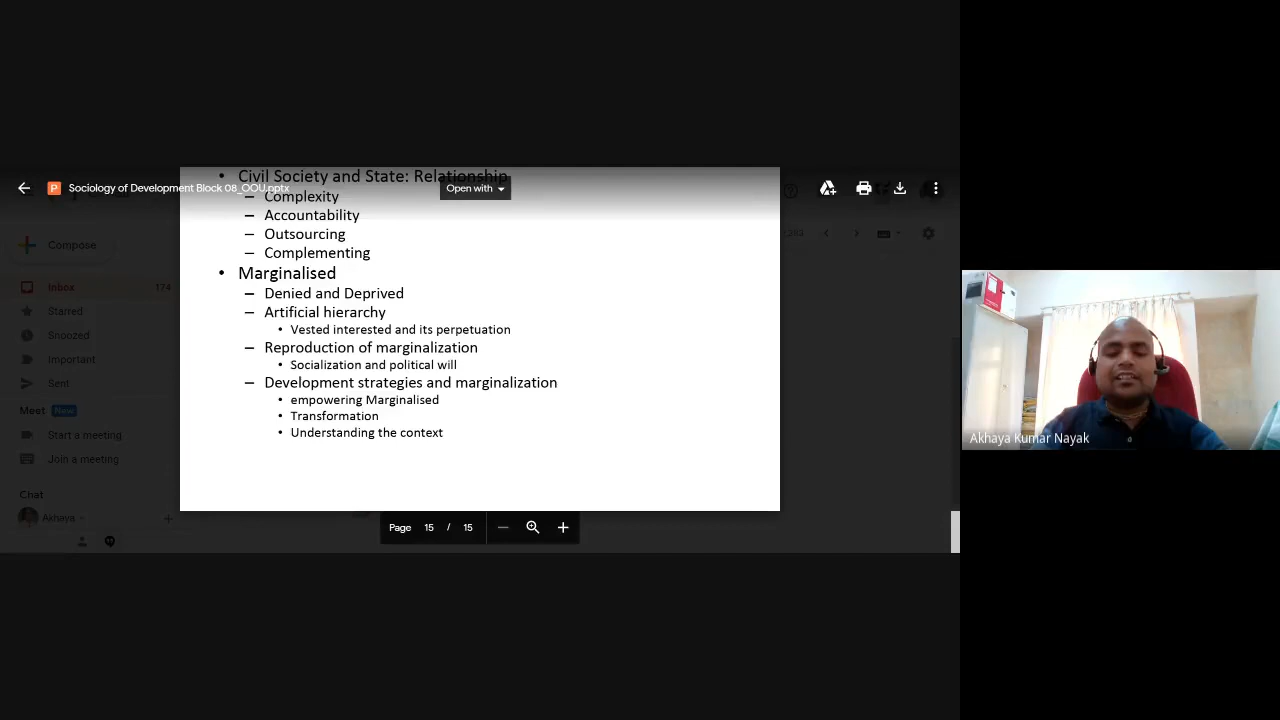 Civil Society and State: Relationship
Sociology of Development Block 08_OOU.pptx
Open with
– Complexity
– Accountability
– Outsourcing
– Complementing
• Marginalised
– Denied and Deprived
– Artificial hierarchy
• Vested interested and its perpetuation
– Reproduction of marginalization
• Socialization and political will
– Development strategies and marginalization
• empowering Marginalised
• Transformation
• Understanding the context
Page 15 / 15
Compose
Inbox 174
Starred
Snoozed
Important
Sent
Meet New
Start a meeting
Join a meeting
Chat
Akhaya
Akhaya Kumar Nayak